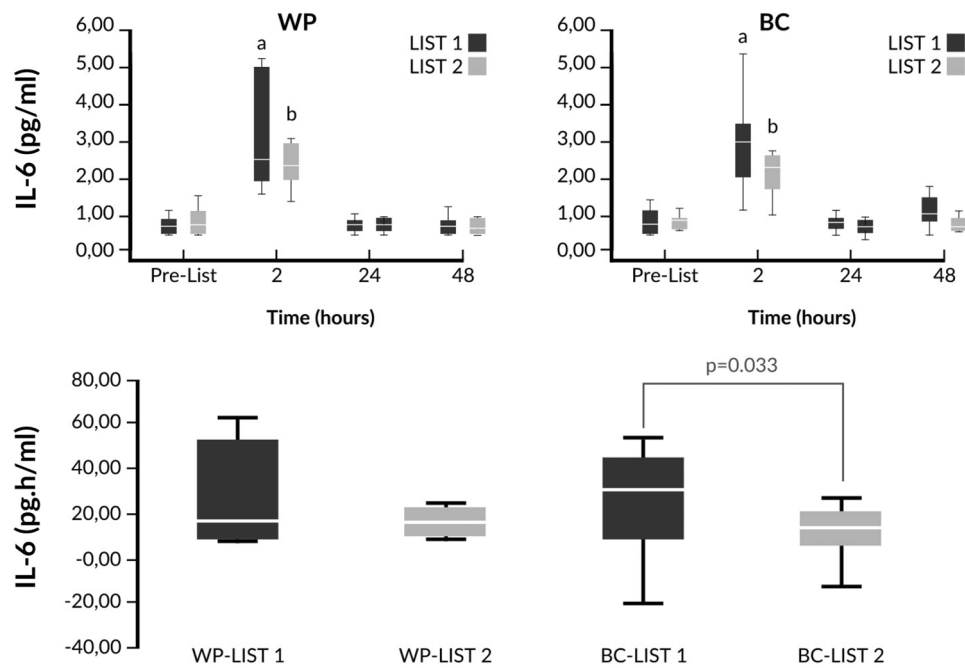 WP
IL-6 (pg/ml)
6,00
5,00
4,00
3,00
2,00
1,00
0,00
a
b
LIST 1
LIST 2
Pre-List
2
24
48
Time (hours)
BC
IL-6 (pg/ml)
6,00
5,00
4,00
3,00
2,00
1,00
0,00
a
b
LIST 1
LIST 2
Pre-List
2
24
48
Time (hours)
IL-6 (pg.h/ml)
80,00
60,00
40,00
20,00
-0,00
-20,00
-40,00
p=0.033
WP-LIST 1
WP-LIST 2
BC-LIST 1
BC-LIST 2